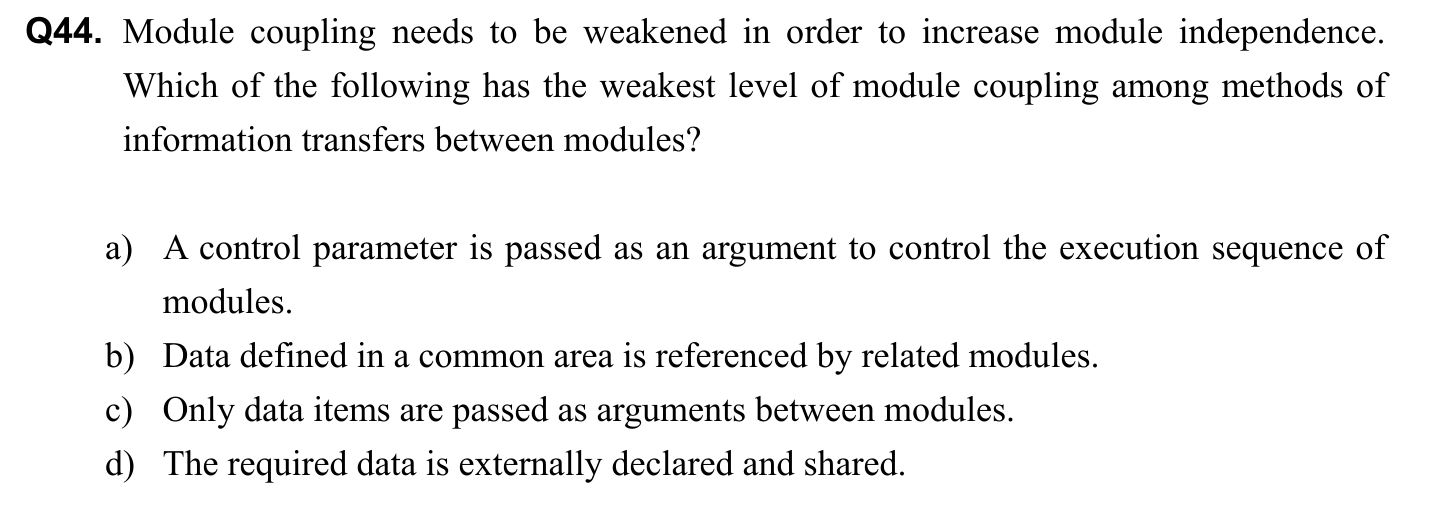 Q44. Module coupling needs to be weakened in order to increase module independence.
Which of the following has the weakest level of module coupling among methods of
information transfers between modules?
a) A control parameter is passed as an argument to control the execution sequence of
modules.
b) Data defined in a common area is referenced by related modules.
c) Only data items are passed as arguments between modules.
d) The required data is externally declared and shared.